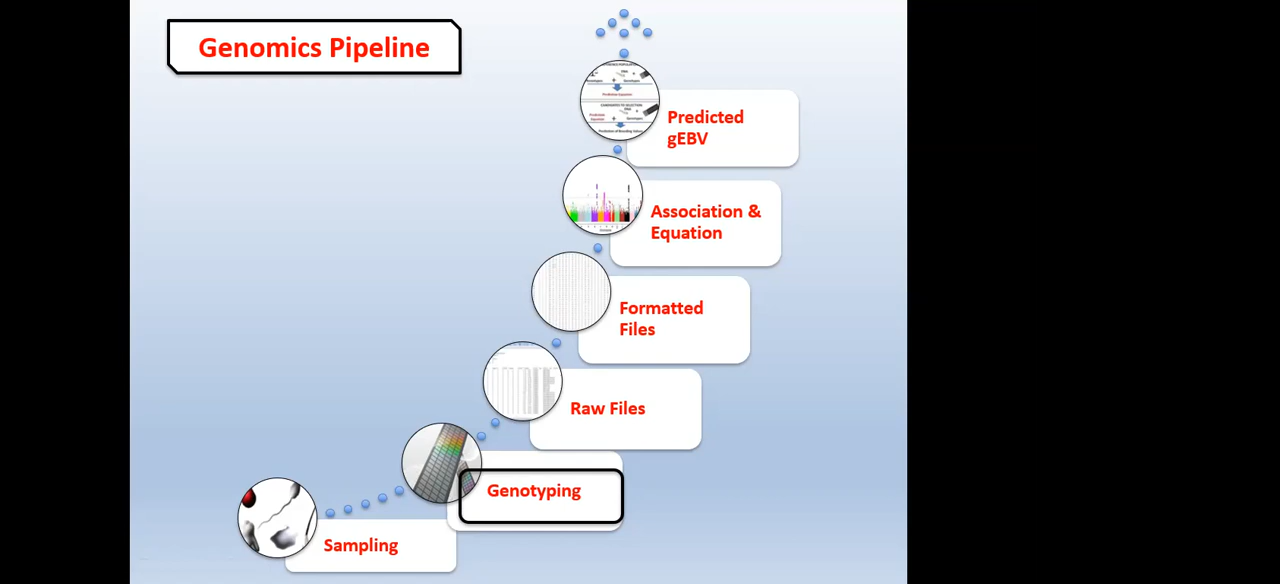 Genomics Pipeline
Predicted
gEBV
Association &
Equation
Formatted
Files
Raw Files
Genotyping
Sampling